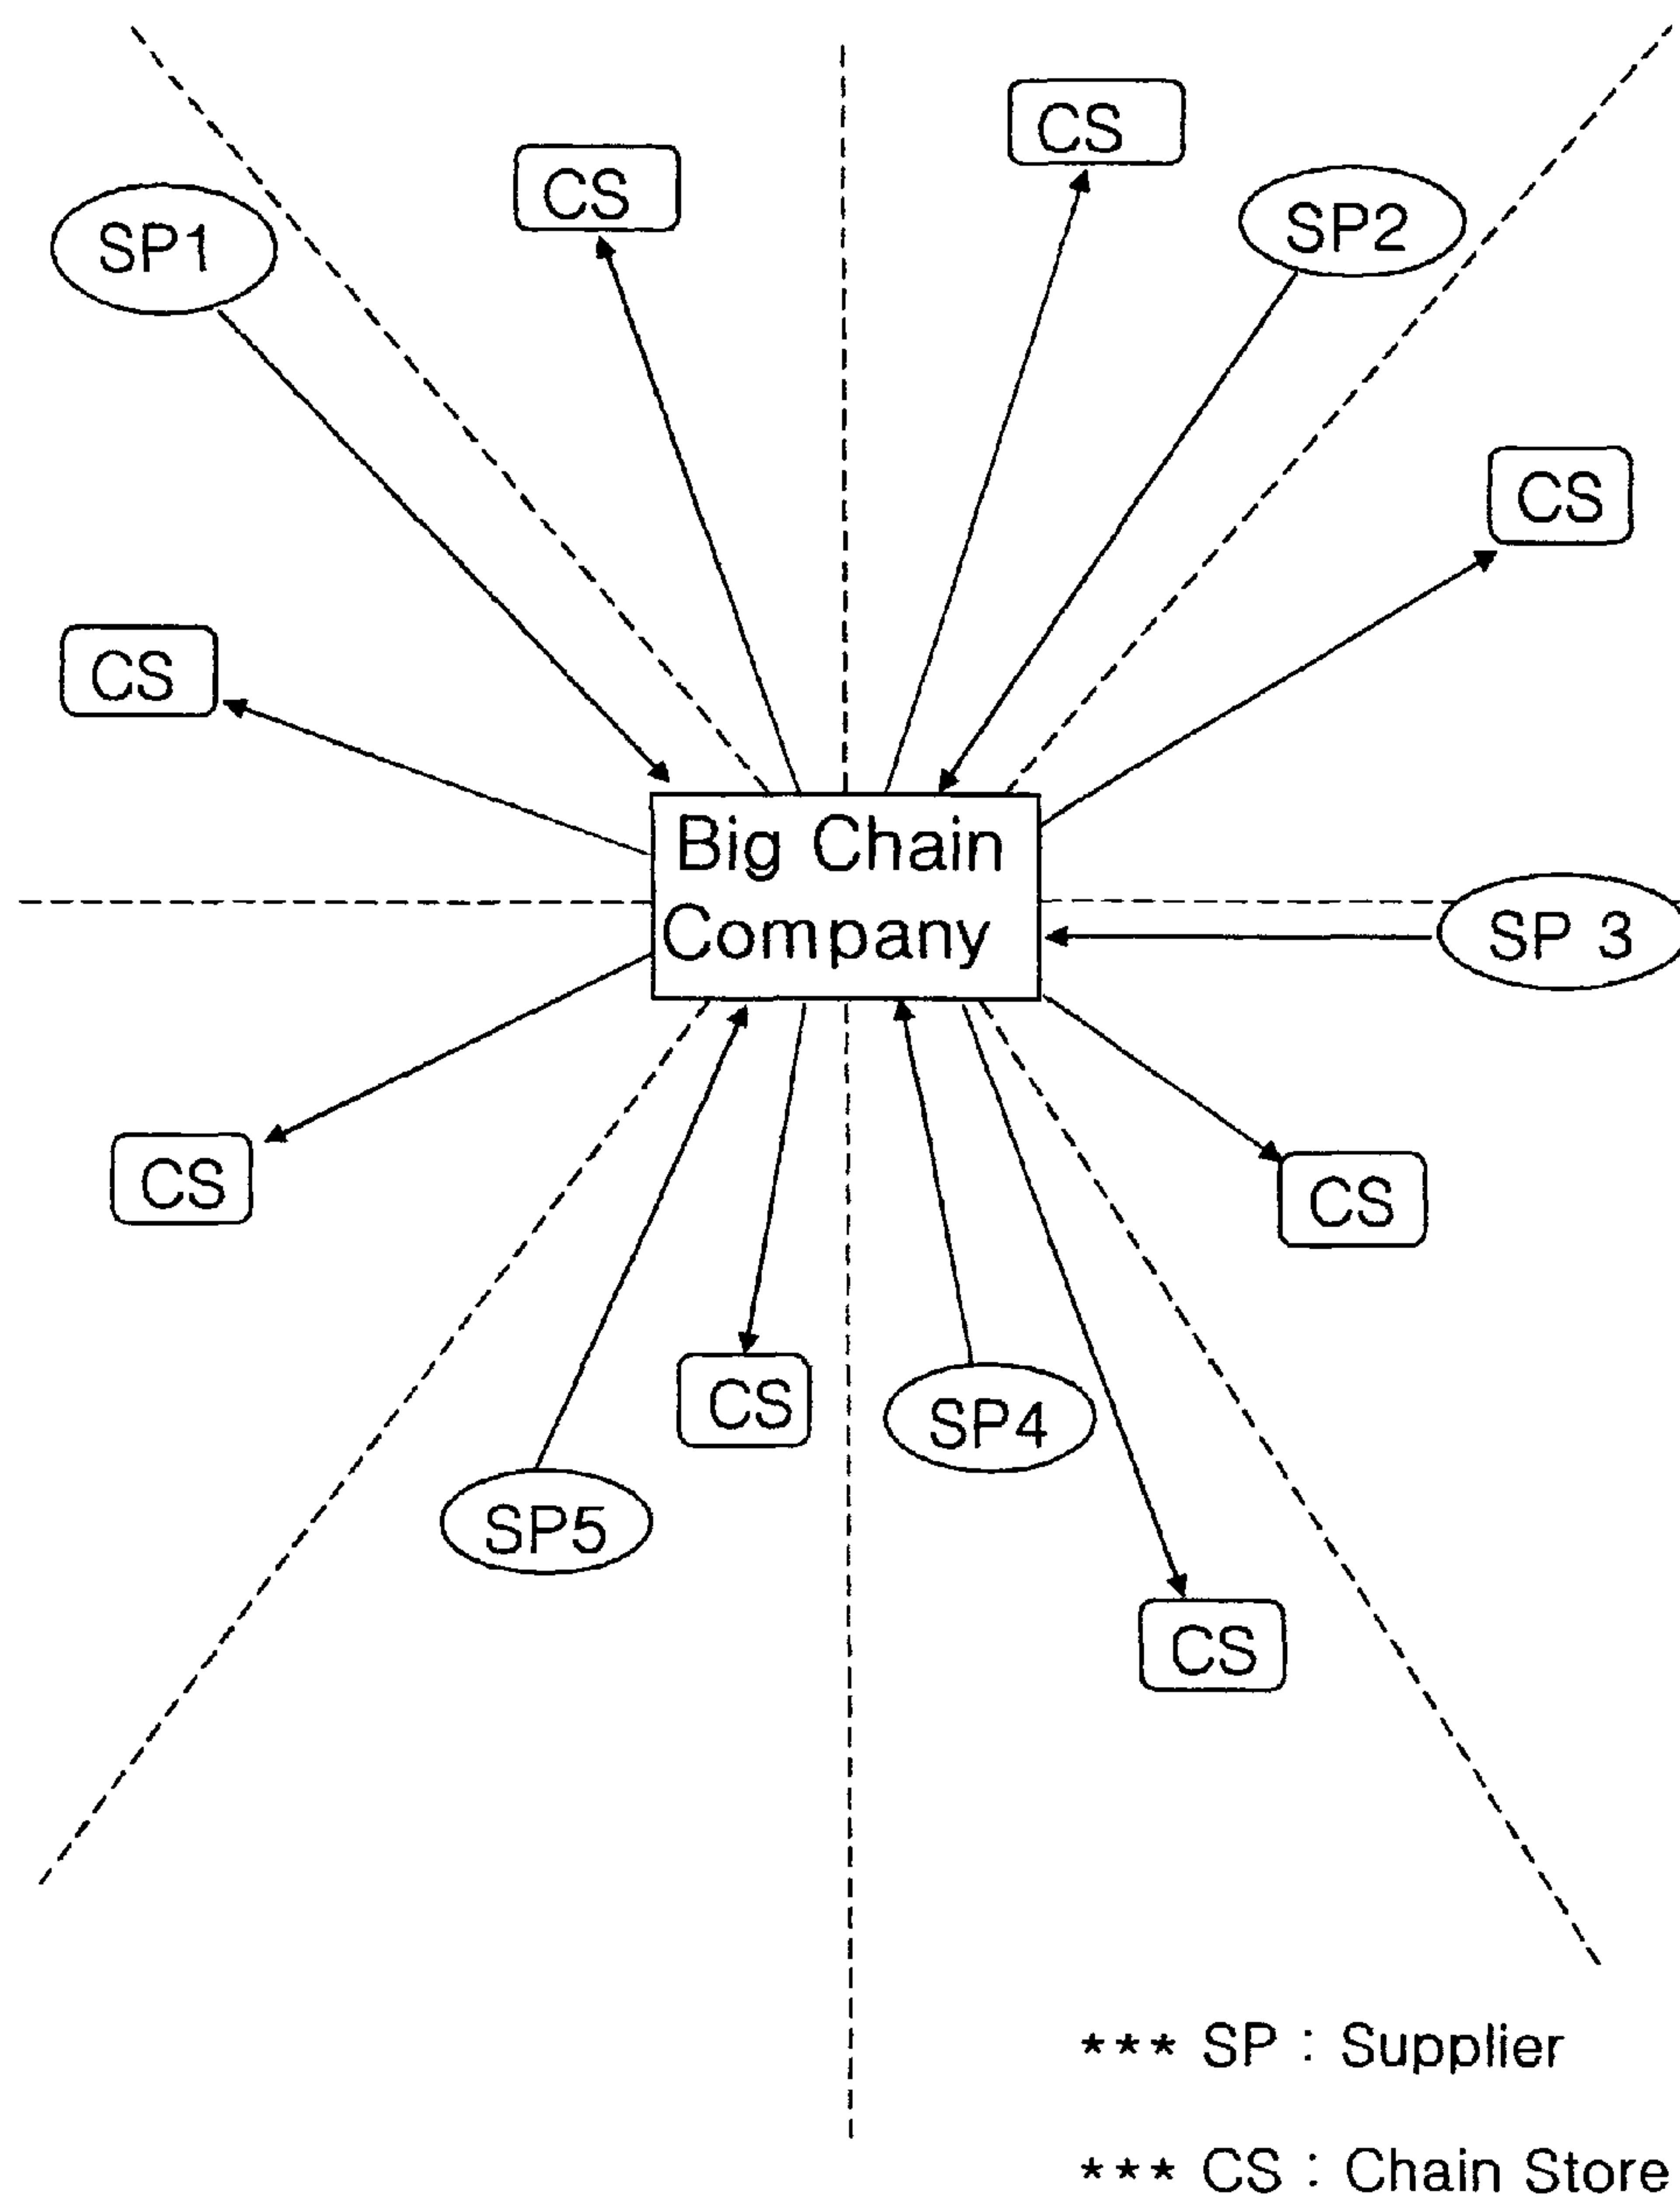 CS
CS
SP2
SP1
CS
CS
Big Chain
Company
SP 3
CS
CS
CS
SP4
SP5
CS
*** SP : Supplier
*** CS : Chain Store